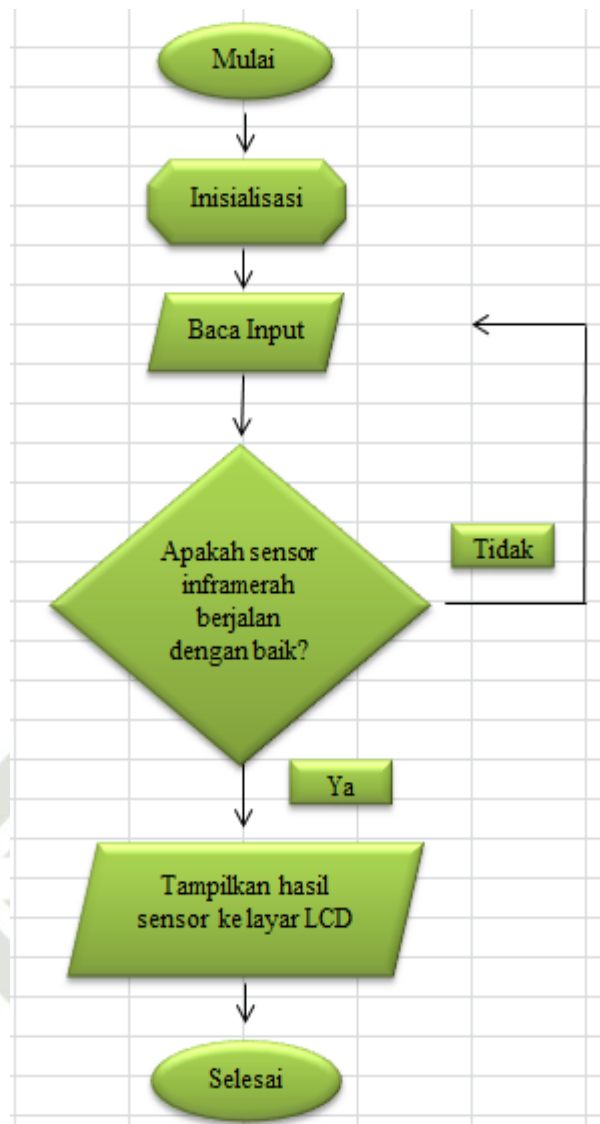 Mulai
Inisialisasi
Baca Input
Apakah sensor
inframerah
berjalan
dengan baik?
Tidak
Ya
Tampilkan hasil
sensor ke layar LCD
Selesai